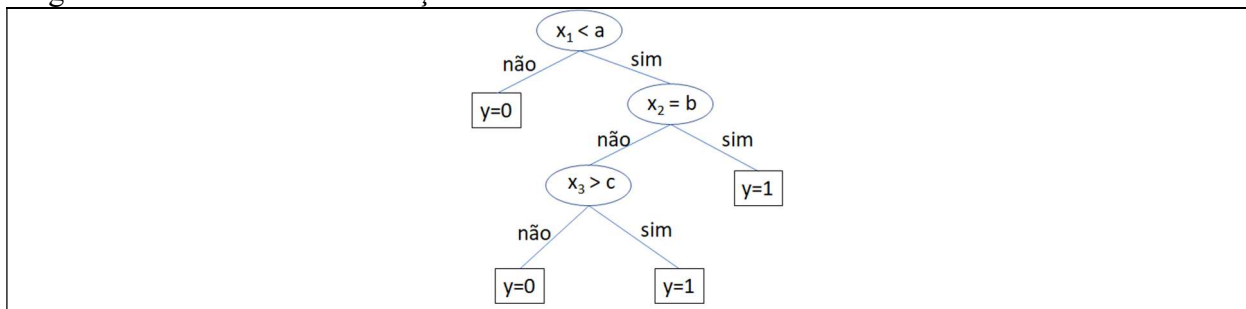 x₁ < a
não
sim
y=0
x₂ = b
não
sim
x₃ > c
y=1
não
sim
y=0
y=1